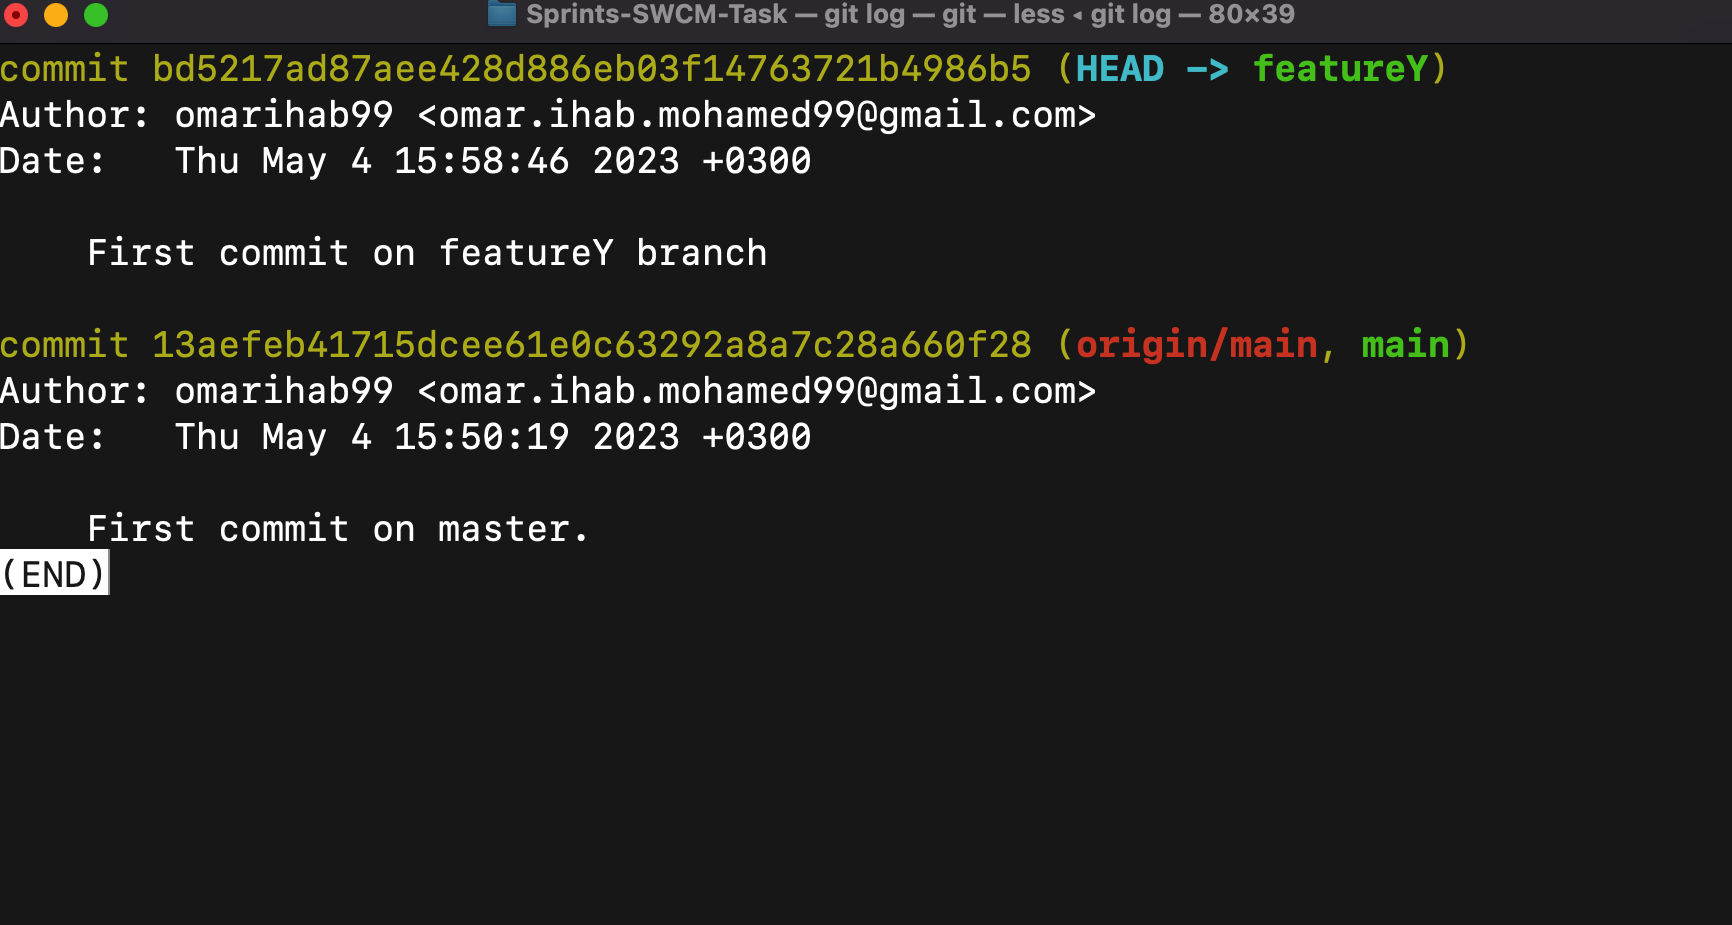 Sprints-SWCM-Task — git log — git — less ◂ git log — 80×39
commit bd5217ad87aee428d886eb03f14763721b4986b5 (HEAD -> featureY)
Author: omarihab99 <omar.ihab.mohamed99@gmail.com>
Date:   Thu May 4 15:58:46 2023 +0300
First commit on featureY branch
commit 13aefeb41715dcee61e0c63292a8a7c28a660f28 (origin/main, main)
Author: omarihab99 <omar.ihab.mohamed99@gmail.com>
Date:   Thu May 4 15:50:19 2023 +0300
First commit on master.
(END)